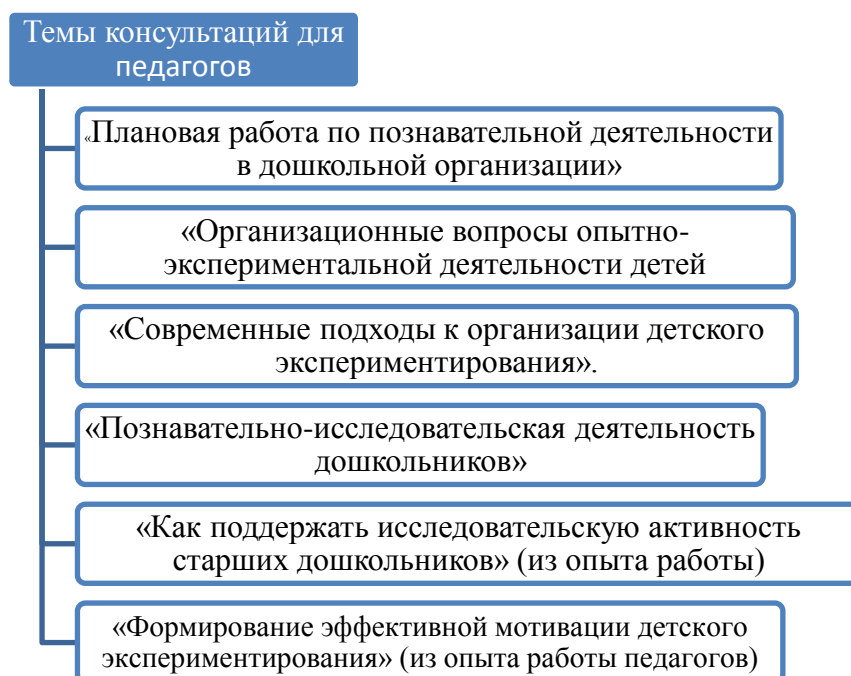 Темы консультаций для
педагогов
«Плановая работа по познавательной деятельности
в дошкольной организации»
«Организационные вопросы опытно-
экспериментальной деятельности детей
«Современные подходы к организации детского
экспериментирования».
«Познавательно-исследовательская деятельность
дошкольников»
«Как поддержать исследовательскую активность
старших дошкольников» (из опыта работы)
«Формирование эффективной мотивации детского
экспериментирования» (из опыта работы педагогов)